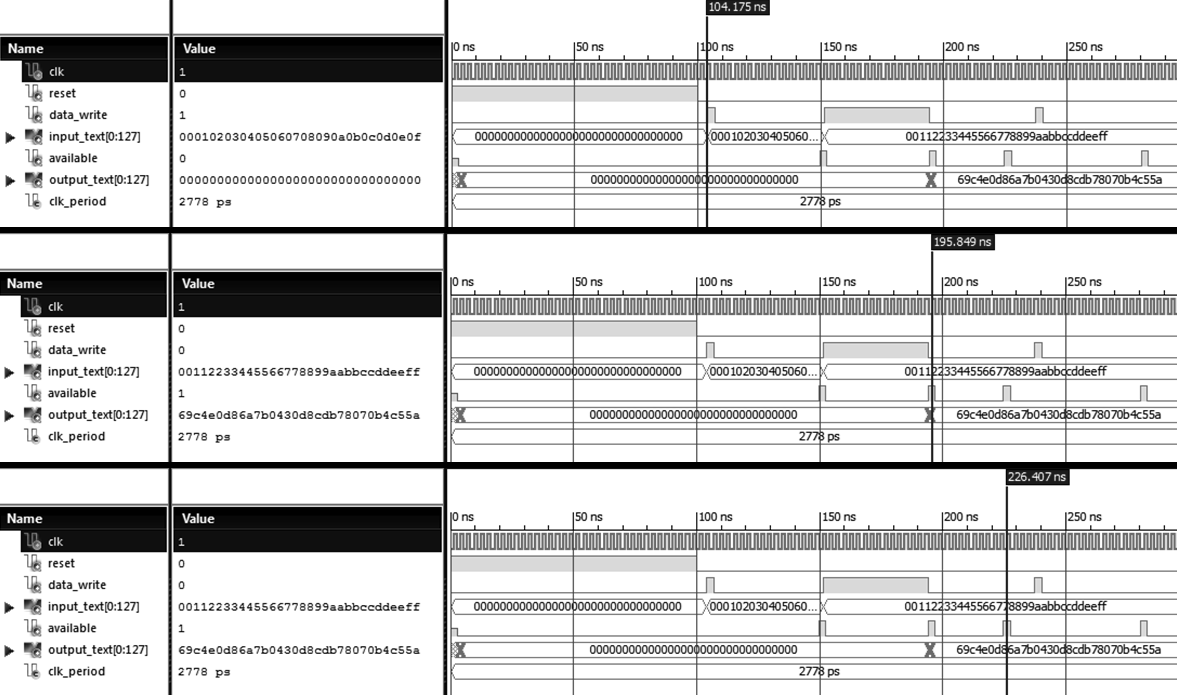 104.175 ns
Name Value 0 ns 50 ns 100 ns 150 ns 200 ns 250 ns
clk 1
reset 0
data_write 1
input_text[0:127] 000102030405060708090a0b0c0d0e0f 00000000000000000000000000000000 000102030405060... 00112233445566778899aabbccddeeff
available 0
output_text[0:127] 00000000000000000000000000000000 00000000000000000000000000000000 69c4e0d86a7b0430d8cdb78070b4c55a
clk_period 2778 ps 2778 ps
195.849 ns
Name Value 0 ns 50 ns 100 ns 150 ns 200 ns 250 ns
clk 1
reset 0
data_write 0
input_text[0:127] 00112233445566778899aabbccddeeff 00000000000000000000000000000000 000102030405060... 00112233445566778899aabbccddeeff
available 1
output_text[0:127] 69c4e0d86a7b0430d8cdb78070b4c55a 00000000000000000000000000000000 69c4e0d86a7b0430d8cdb78070b4c55a
clk_period 2778 ps 2778 ps
226.407 ns
Name Value 0 ns 50 ns 100 ns 150 ns 200 ns 250 ns
clk 1
reset 0
data_write 0
input_text[0:127] 00112233445566778899aabbccddeeff 00000000000000000000000000000000 000102030405060... 00112233445566778899aabbccddeeff
available 1
output_text[0:127] 69c4e0d86a7b0430d8cdb78070b4c55a 00000000000000000000000000000000 69c4e0d86a7b0430d8cdb78070b4c55a
clk_period 2778 ps 2778 ps